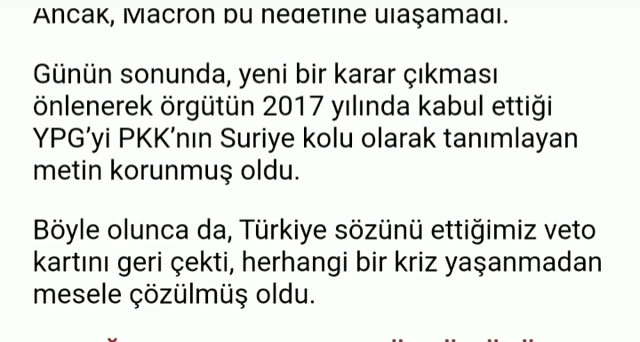 Ancak, Macron bu hedefine ulaşamadı.
Günün sonunda, yeni bir karar çıkması
önlenerek örgütün 2017 yılında kabul ettiği
YPG’yi PKK’nın Suriye kolu olarak tanımlayan
metin korunmuş oldu.
Böyle olunca da, Türkiye sözünü ettiğimiz veto
kartını geri çekti, herhangi bir kriz yaşanmadan
mesele çözülmüş oldu.